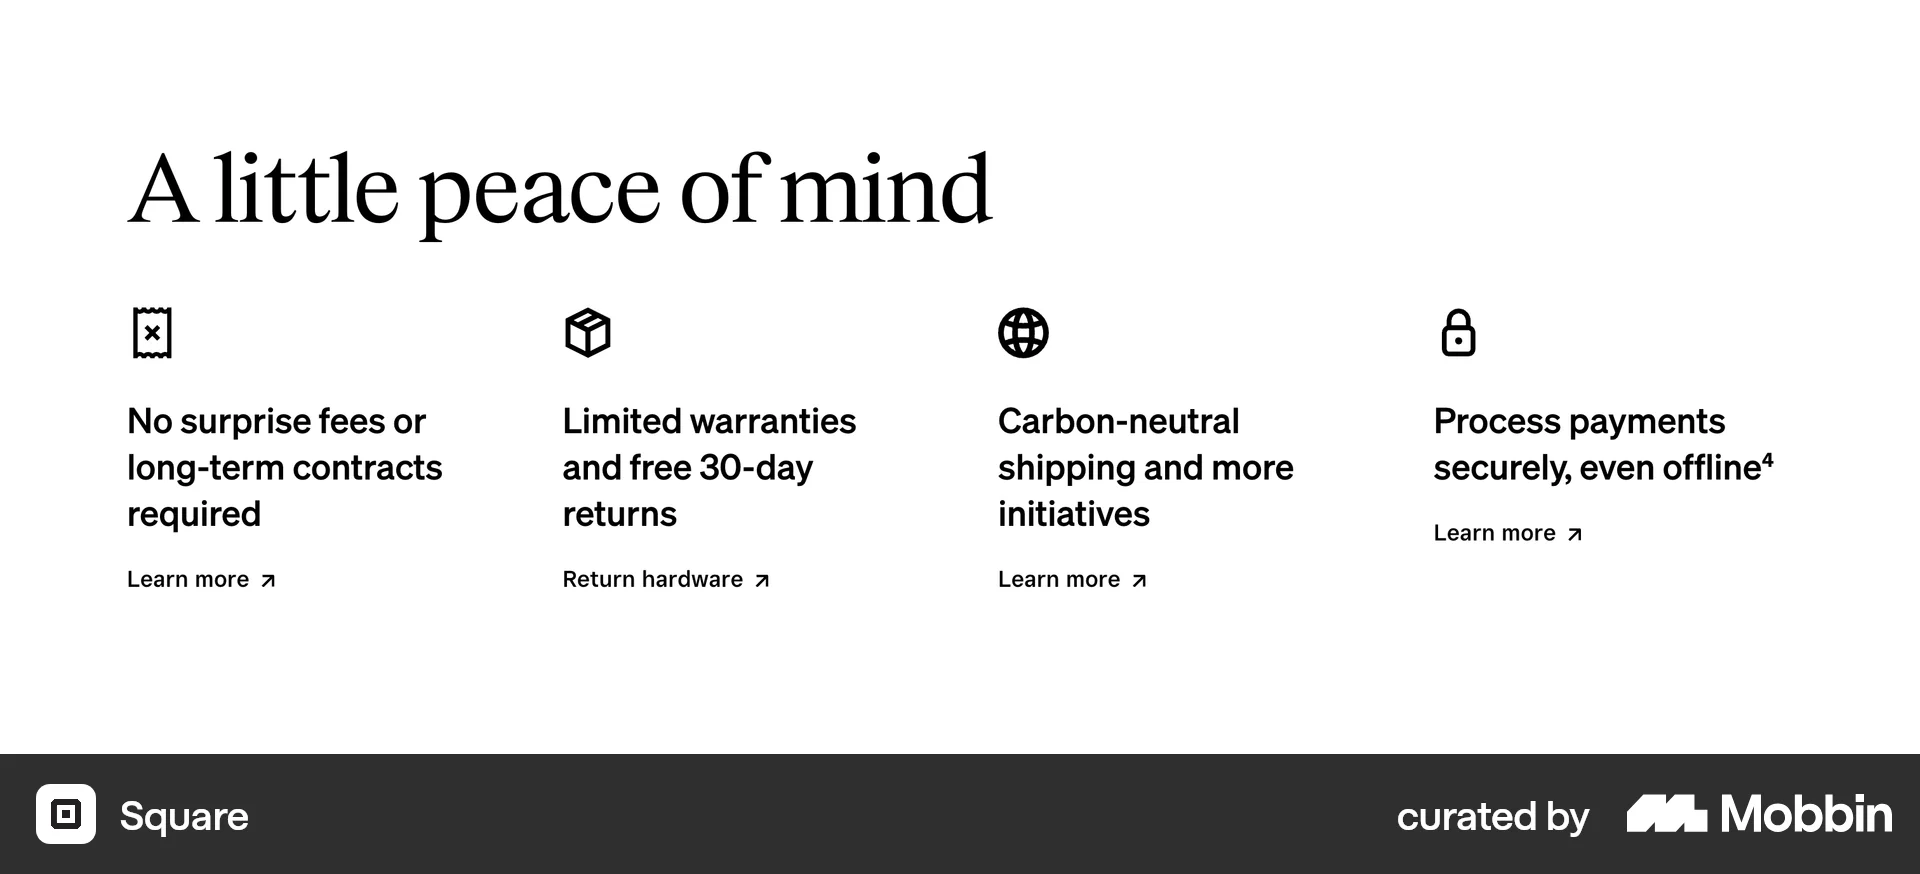 A little peace of mind
No surprise fees or
long-term contracts
required
Learn more
Limited warranties
and free 30-day
returns
Return hardware
Carbon-neutral
shipping and more
initiatives
Learn more
Process payments
securely, even offline⁴
Learn more
Square
curated by Mobbin